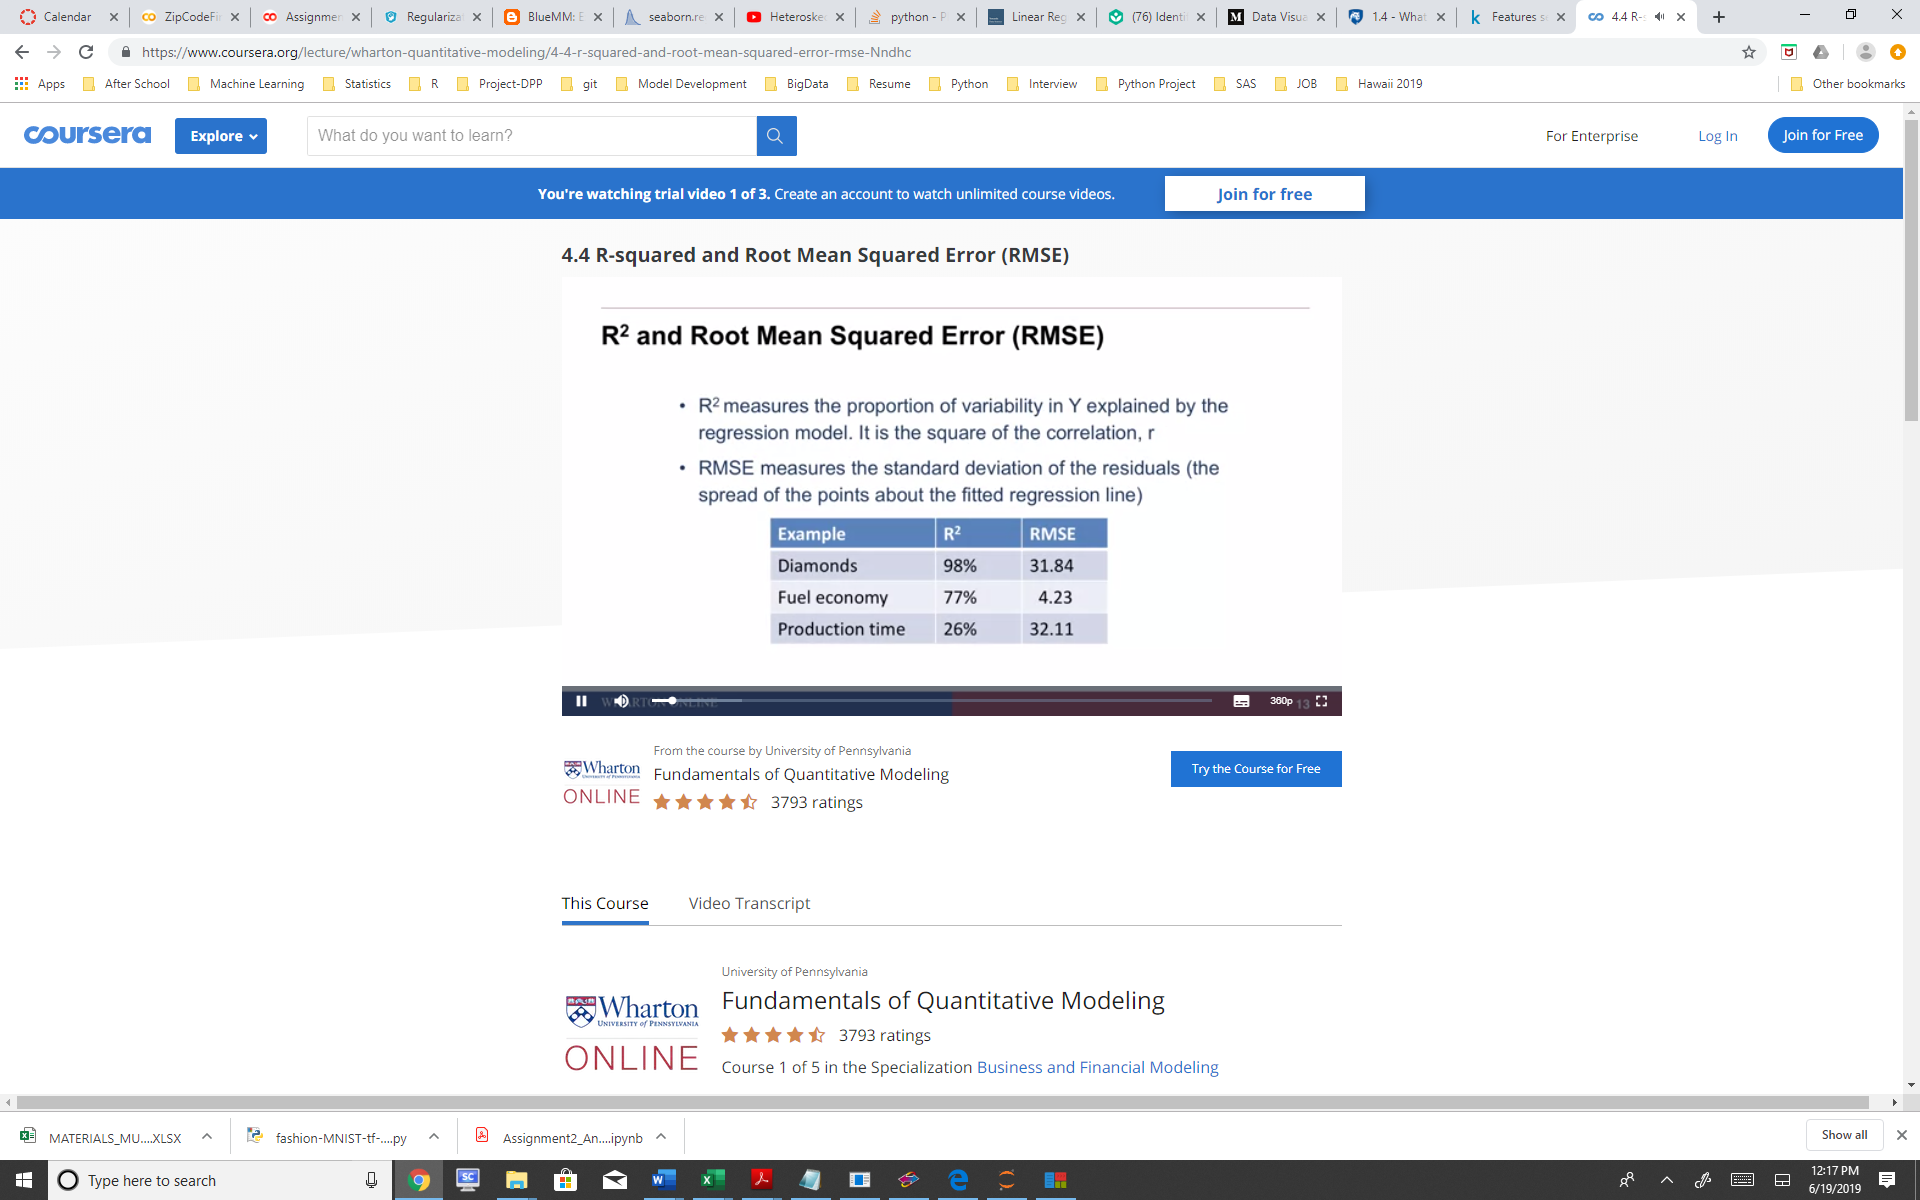 Calendar ZipCodeFi Assignmen Regulariza BlueMM: E seaborn.re Heteroske python - P Linear Reg (76) Identi Data Visua 1.4 - What Features s 4.4 R-s
https://www.coursera.org/lecture/wharton-quantitative-modeling/4-4-r-squared-and-root-mean-squared-error-rmse-Nndhc
Apps After School Machine Learning Statistics R Project-DPP git Model Development BigData Resume Python Interview Python Project SAS JOB Hawaii 2019 Other bookmarks
coursera Explore What do you want to learn? For Enterprise Log In Join for Free
You're watching trial video 1 of 3. Create an account to watch unlimited course videos. Join for free
4.4 R-squared and Root Mean Squared Error (RMSE)
R² and Root Mean Squared Error (RMSE)
• R² measures the proportion of variability in Y explained by the
regression model. It is the square of the correlation, r
• RMSE measures the standard deviation of the residuals (the
spread of the points about the fitted regression line)
Example R² RMSE
Diamonds 98% 31.84
Fuel economy 77% 4.23
Production time 26% 32.11
WHARTON ONLINE 360p 13
From the course by University of Pennsylvania
Wharton Fundamentals of Quantitative Modeling Try the Course for Free
UNIVERSITY OF PENNSYLVANIA
ONLINE 3793 ratings
This Course Video Transcript
University of Pennsylvania
Fundamentals of Quantitative Modeling
Wharton
UNIVERSITY OF PENNSYLVANIA
3793 ratings
ONLINE
Course 1 of 5 in the Specialization Business and Financial Modeling
MATERIALS_MU....XLSX fashion-MNIST-tf-....py Assignment2_An....ipynb Show all
Type here to search
12:17 PM
6/19/2019